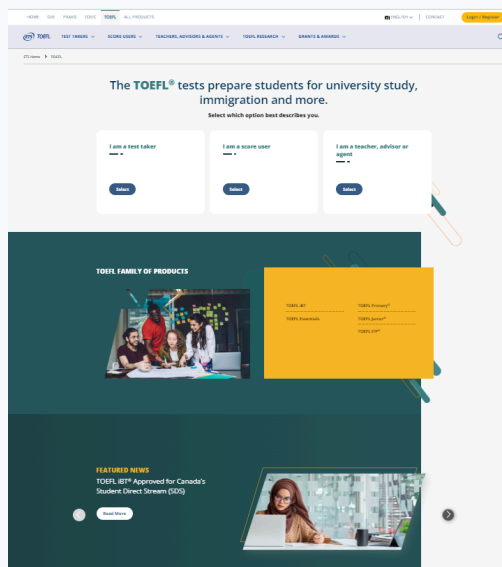 HOME GRE PRAXIS TOEIC TOEFL ALL PRODUCTS
ENGLISH CONTACT Login / Register
ETS TOEFL TEST TAKERS SCORE USERS TEACHERS, ADVISORS & AGENTS TOEFL RESEARCH GRANTS & AWARDS
ETS Home TOEFL
The TOEFL® tests prepare students for university study,
immigration and more.
Select which option best describes you.
I am a test taker
Select
I am a score user
Select
I am a teacher, advisor or
agent
Select
TOEFL FAMILY OF PRODUCTS
TOEFL iBT
TOEFL Essentials
TOEFL Primary®
TOEFL Junior®
TOEFL ITP®
FEATURED NEWS
TOEFL iBT® Approved for Canada's
Student Direct Stream (SDS)
Read More